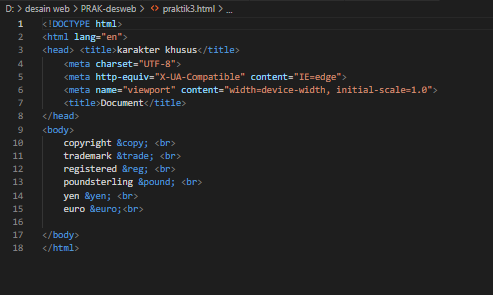 D: > desain web > PRAK-desweb > <> praktik3.html > ...
1 <!DOCTYPE html>
2 <html lang="en">
3 <head> <title>karakter khusus</title>
4 <meta charset="UTF-8">
5 <meta http-equiv="X-UA-Compatible" content="IE=edge">
6 <meta name="viewport" content="width=device-width, initial-scale=1.0">
7 <title>Document</title>
8 </head>
9 <body>
10 copyright &copy; <br>
11 trademark &trade; <br>
12 registered &reg; <br>
13 poundsterling &pound; <br>
14 yen &yen; <br>
15 euro &euro;<br>
16
17 </body>
18 </html>